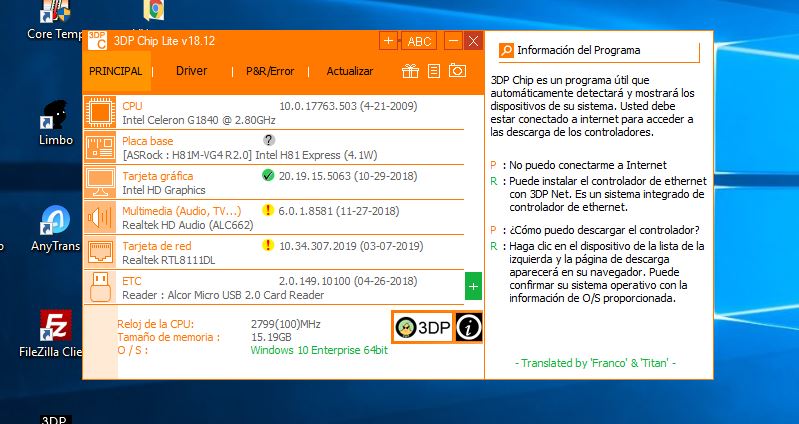 Core Temp
Limbo
AnyTrans
FileZilla Clie
3DP
3DP
C
3DP Chip Lite v18.12
+
ABC
PRINCIPAL
Driver
P&R/Error
Actualizar
CPU
10.0.17763.503 (4-21-2009)
Intel Celeron G1840 @ 2.80GHz
Placa base
?
[ASRock : H81M-VG4 R2.0] Intel H81 Express (4.1W)
Tarjeta gráfica
20.19.15.5063 (10-29-2018)
Intel HD Graphics
Multimedia (Audio, TV...)
! 6.0.1.8581 (11-27-2018)
Realtek HD Audio (ALC662)
Tarjeta de red
! 10.34.307.2019 (03-07-2019)
Realtek RTL8111DL
ETC
2.0.149.10100 (04-26-2018)
Reader : Alcor Micro USB 2.0 Card Reader
+
Reloj de la CPU:
2799(100)MHz
Tamaño de memoria :
15.19GB
O / S :
Windows 10 Enterprise 64bit
3DP
i
Información del Programa
3DP Chip es un programa útil que
automáticamente detectará y mostrará los
dispositivos de su sistema. Usted debe
estar conectado a internet para acceder a
las descarga de los controladores.
P : No puedo conectarme a Internet
R : Puede instalar el controlador de ethernet
con 3DP Net. Es un sistema integrado de
controlador de ethernet.
P : ¿Cómo puedo descargar el controlador?
R : Haga clic en el dispositivo de la lista de la
izquierda y la página de descarga
aparecerá en su navegador. Puede
confirmar su sistema operativo con la
información de O/S proporcionada.
- Translated by 'Franco' & 'Titan' -